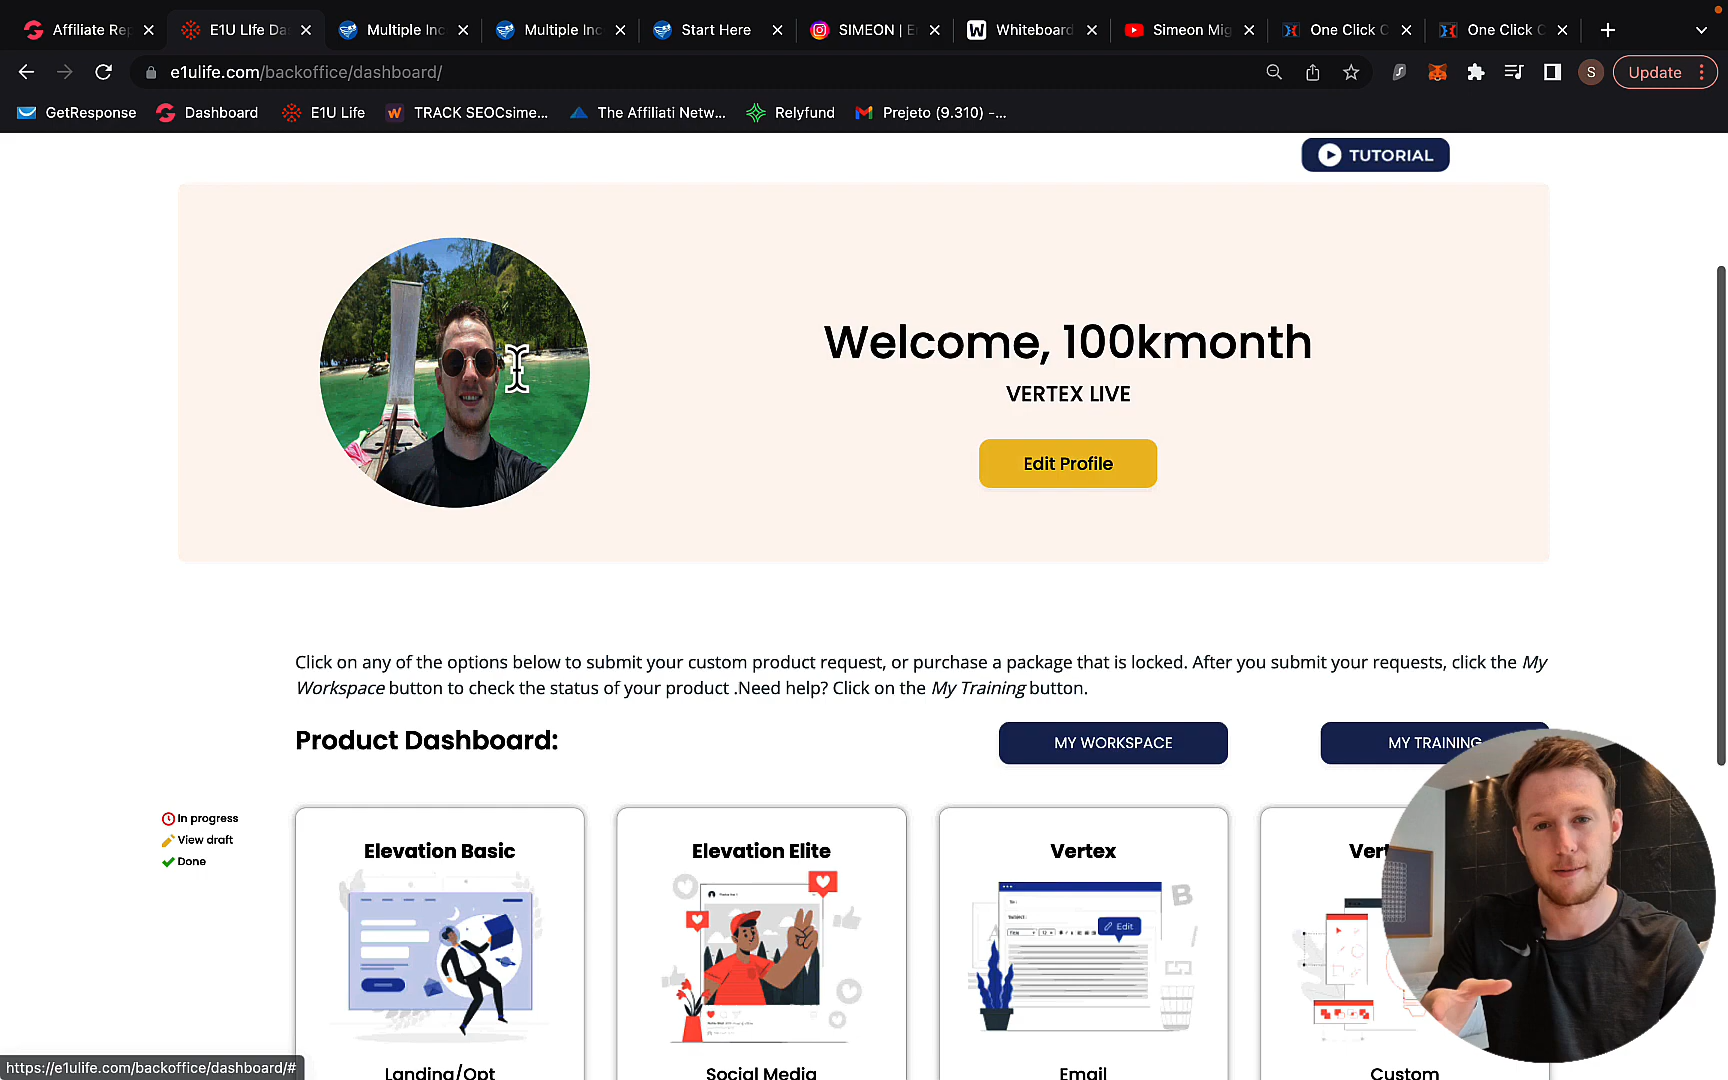 Affiliate Rep
E1U LIfe Da
Multiple Inc
Multiple Inc
Start Here
SIMEON | E
Whiteboard
Simeon Mig
One Click C
One Click C
e1ulife.com/backoffice/dashboard/
S
Update
GetResponse
Dashboard
E1U Life
TRACK SEOCsime...
The Affiliati Netw...
Relyfund
Prejeto (9.310) -...
TUTORIAL
Welcome, 100kmonth
VERTEX LIVE
Edit Profile
Click on any of the options below to submit your custom product request, or purchase a package that is locked. After you submit your requests, click the My
Workspace button to check the status of your product .Need help? Click on the My Training button.
Product Dashboard:
MY WORKSPACE
MY TRAINING
In progress
View draft
Done
Elevation Basic
Elevation Elite
Vertex
Vert
Edit
B
Landing/Opt
Social Media
Email
Custom
https://e1ulife.com/backoffice/dashboard/#